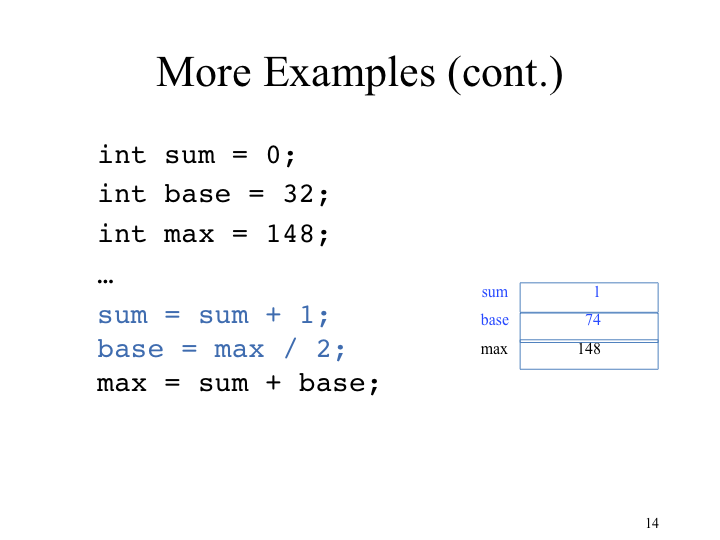 More Examples (cont.)
int sum = 0;
int base = 32;
int max = 148;
…
sum = sum + 1;
base = max / 2;
max = sum + base;
sum 1
base 74
max 148
14